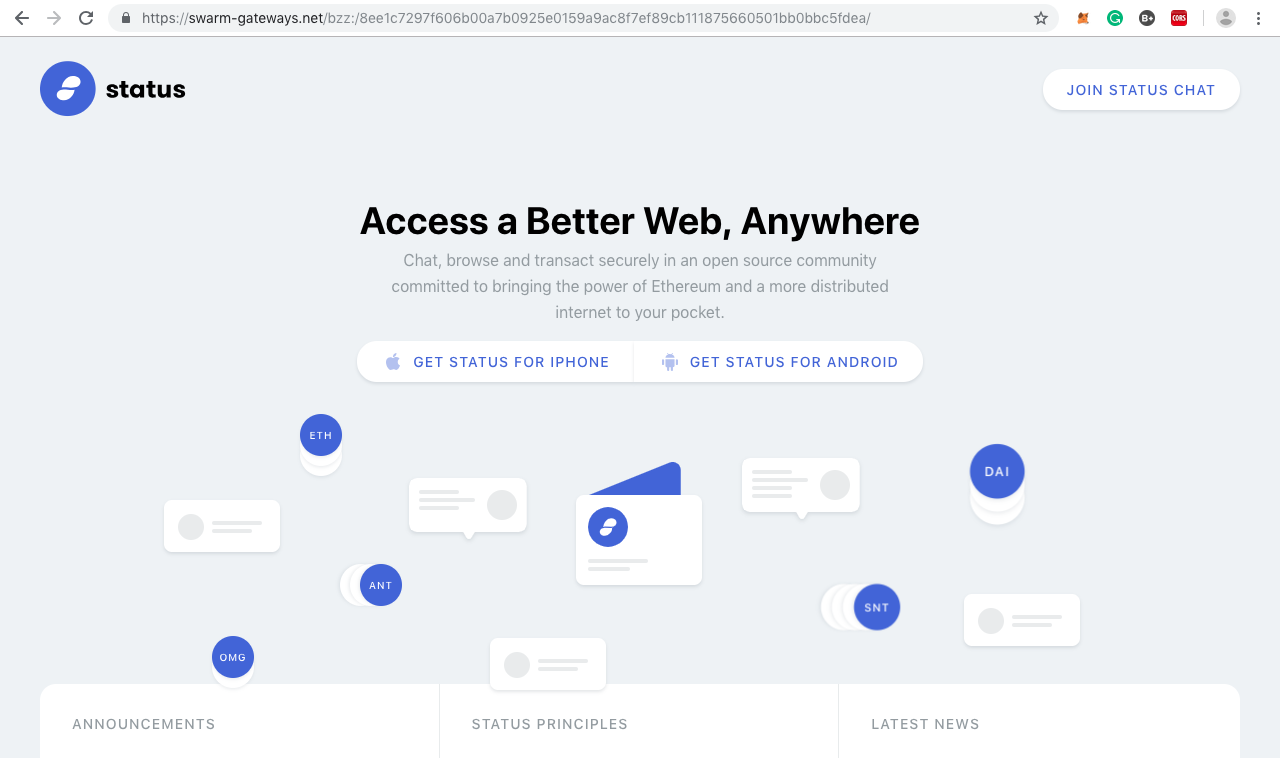 https://swarm-gateways.net/bzz:/8ee1c7297f606b00a7b0925e0159a9ac8f7ef89cb111875660501bb0bbc5fdea/
B+
CORS
status
JOIN STATUS CHAT
Access a Better Web, Anywhere
Chat, browse and transact securely in an open source community
committed to bringing the power of Ethereum and a more distributed
internet to your pocket.
GET STATUS FOR IPHONE
GET STATUS FOR ANDROID
ETH
DAI
ANT
SNT
OMG
ANNOUNCEMENTS
STATUS PRINCIPLES
LATEST NEWS